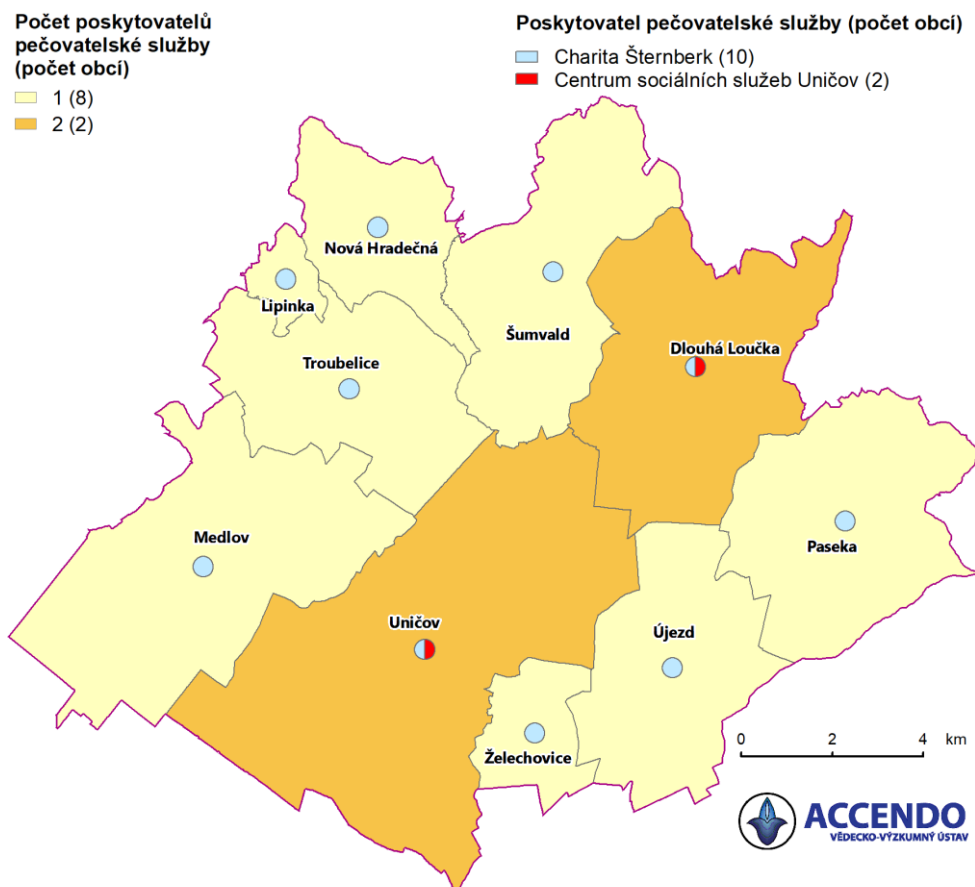 Počet poskytovatelů
pečovatelské služby
(počet obcí)
1 (8)
2 (2)
Poskytovatel pečovatelské služby (počet obcí)
Charita Šternberk (10)
Centrum sociálních služeb Uničov (2)
Nová Hradečná
Lipinka
Šumvald
Troubelice
Dlouhá Loučka
Medlov
Paseka
Uničov
Újezd
Želechovice
0 2 4 km
ACCENDO
VĚDECKO-VÝZKUMNÝ ÚSTAV